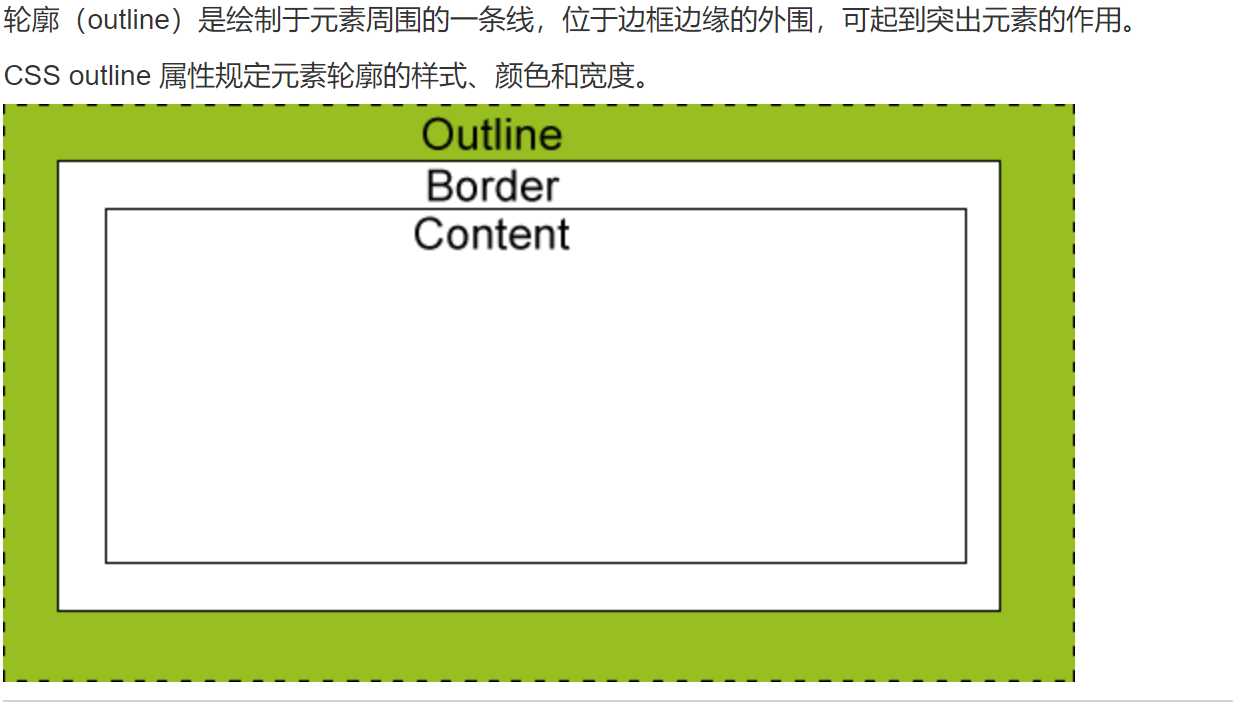 轮廓（outline）是绘制于元素周围的一条线，位于边框边缘的外围，可起到突出元素的作用。
CSS outline 属性规定元素轮廓的样式、颜色和宽度。
Outline
Border
Content